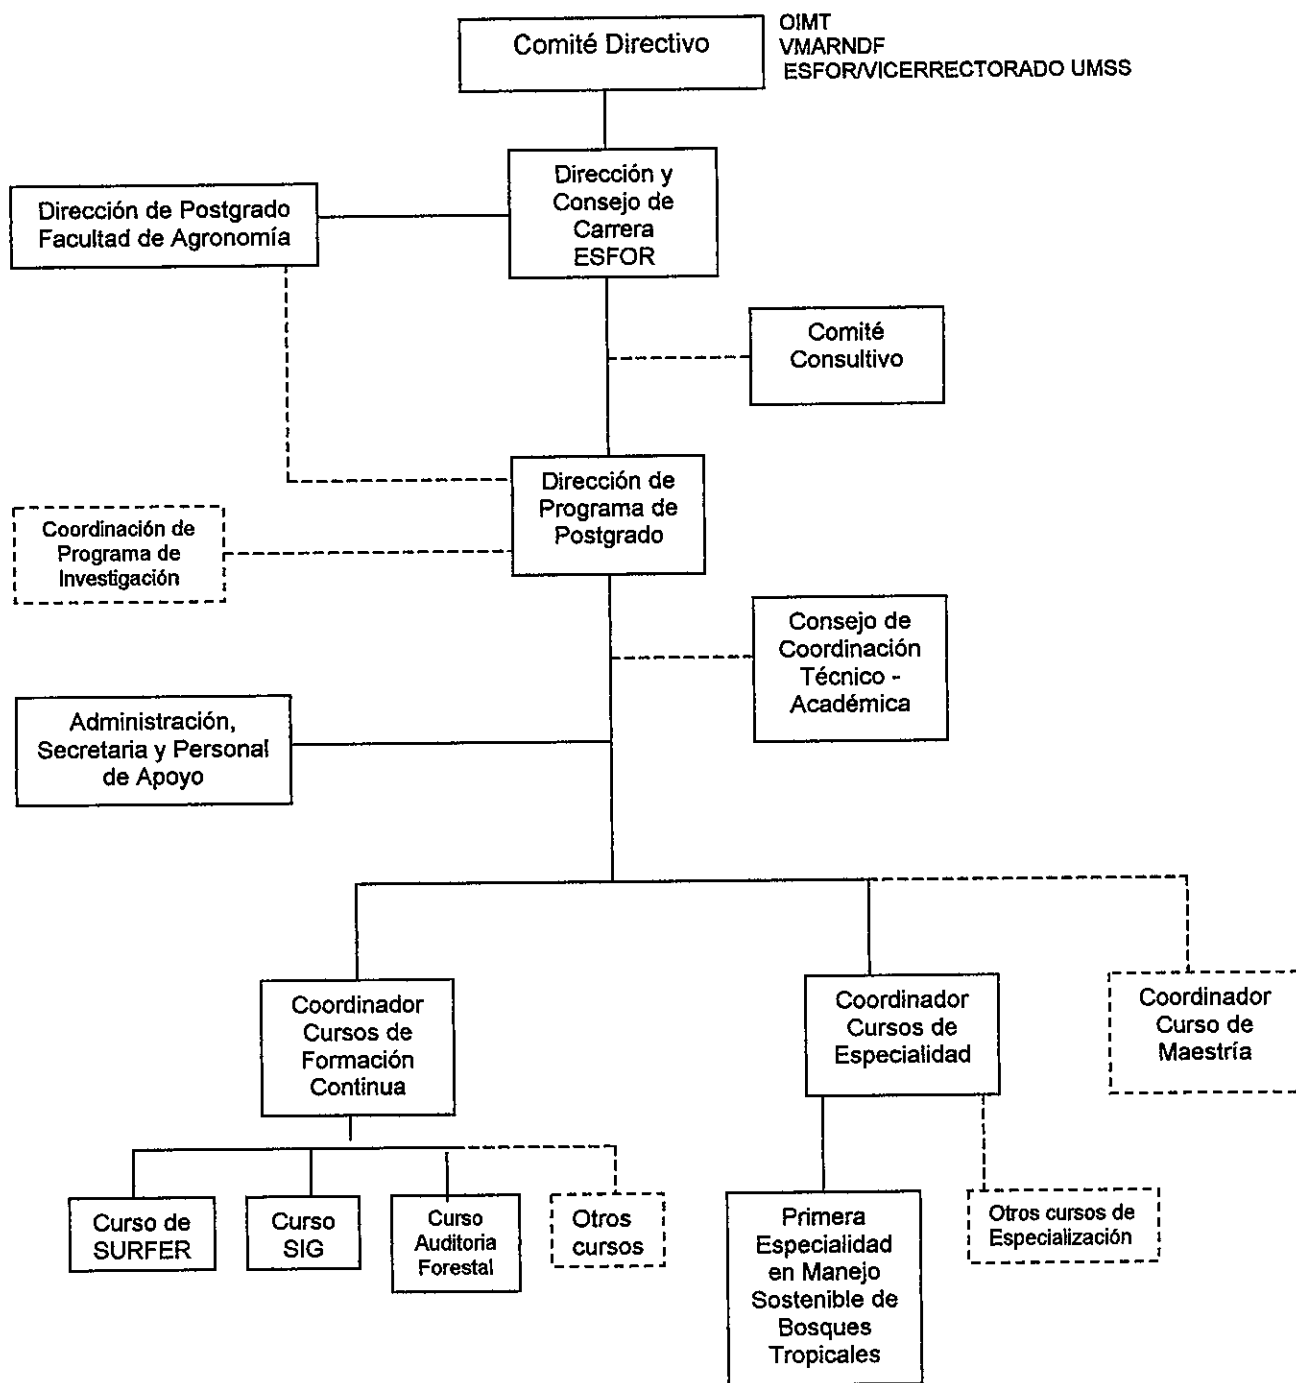 Comité Directivo
OIMT
VMARNDF
ESFOR/VICERRECTORADO UMSS
Dirección y
Consejo de
Carrera
ESFOR
Dirección de Postgrado
Facultad de Agronomía
Comité
Consultivo
Dirección de
Programa de
Postgrado
Coordinación de
Programa de
Investigación
Consejo de
Coordinación
Técnico -
Académica
Administración,
Secretaria y Personal
de Apoyo
Coordinador
Cursos de
Formación
Continua
Coordinador
Cursos de
Especialidad
Coordinador
Curso de
Maestría
Curso de
SURFER
Curso
SIG
Curso
Auditoria
Forestal
Otros
cursos
Primera
Especialidad
en Manejo
Sostenible de
Bosques
Tropicales
Otros cursos de
Especialización